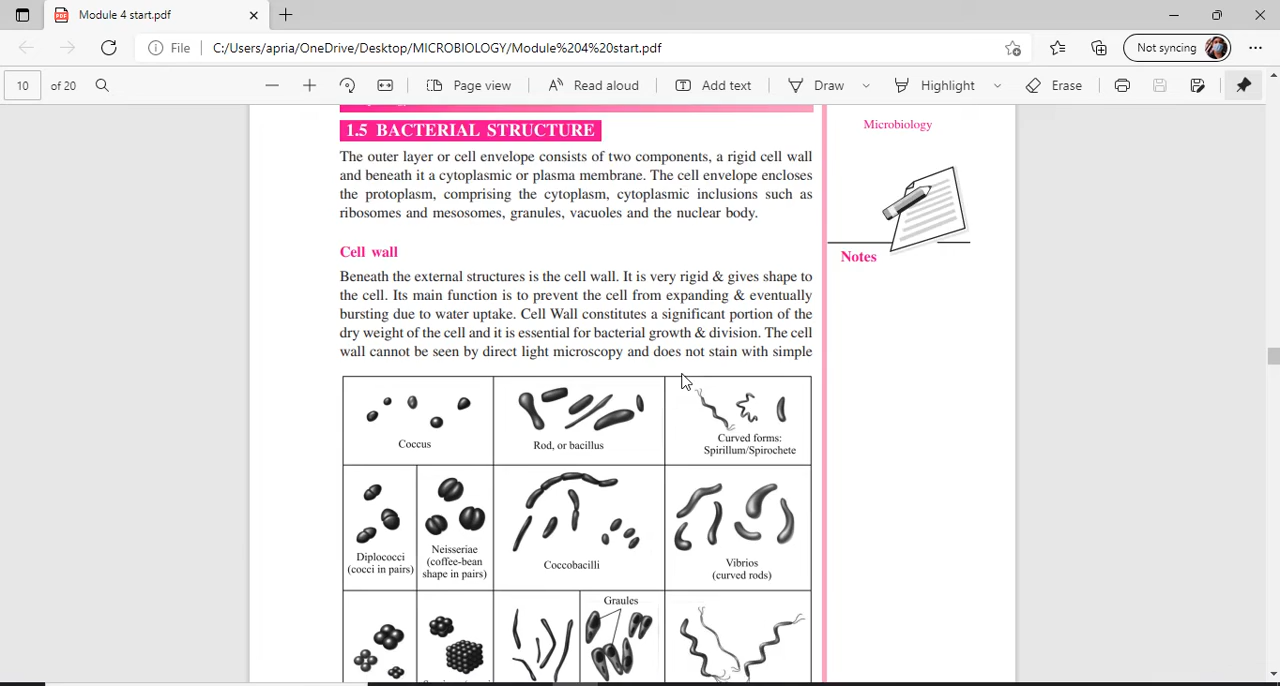 Module 4 start.pdf
File
C:/Users/apria/OneDrive/Desktop/MICROBIOLOGY/Module%204%20start.pdf
Not syncing
10 of 20
Page view
Read aloud
Add text
Draw
Highlight
Erase
Microbiology
1.5 BACTERIAL STRUCTURE
The outer layer or cell envelope consists of two components, a rigid cell wall
and beneath it a cytoplasmic or plasma membrane. The cell envelope encloses
the protoplasm, comprising the cytoplasm, cytoplasmic inclusions such as
ribosomes and mesosomes, granules, vacuoles and the nuclear body.
Notes
Cell wall
Beneath the external structures is the cell wall. It is very rigid & gives shape to
the cell. Its main function is to prevent the cell from expanding & eventually
bursting due to water uptake. Cell Wall constitutes a significant portion of the
dry weight of the cell and it is essential for bacterial growth & division. The cell
wall cannot be seen by direct light microscopy and does not stain with simple
Coccus
Rod, or bacillus
Curved forms:
Spirillum/Spirochete
Diplococci
(cocci in pairs)
Neisseriae
(coffee-bean
shape in pairs)
Coccobacilli
Vibrios
(curved rods)
Graules